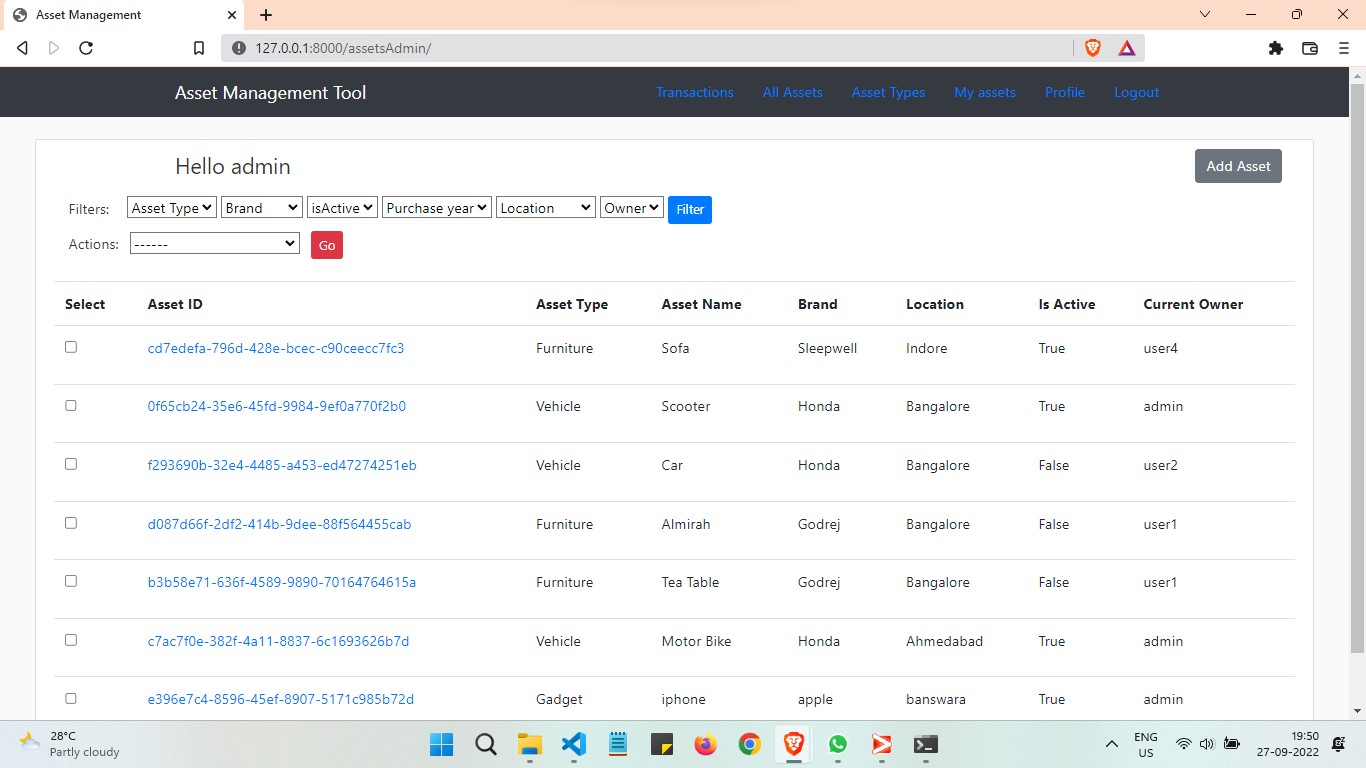 Asset Management
127.0.0.1:8000/assetsAdmin/
Asset Management Tool Transactions All Assets Asset Types My assets Profile Logout
Hello admin Add Asset
Filters: Asset Type Brand isActive Purchase year Location Owner Filter
Actions: ------ Go
Select Asset ID Asset Type Asset Name Brand Location Is Active Current Owner
cd7edefa-796d-428e-bcec-c90ceecc7fc3 Furniture Sofa Sleepwell Indore True user4
0f65cb24-35e6-45fd-9984-9ef0a770f2b0 Vehicle Scooter Honda Bangalore True admin
f293690b-32e4-4485-a453-ed47274251eb Vehicle Car Honda Bangalore False user2
d087d66f-2df2-414b-9dee-88f564455cab Furniture Almirah Godrej Bangalore False user1
b3b58e71-636f-4589-9890-70164764615a Furniture Tea Table Godrej Bangalore False user1
c7ac7f0e-382f-4a11-8837-6c1693626b7d Vehicle Motor Bike Honda Ahmedabad True admin
e396e7c4-8596-45ef-8907-5171c985b72d Gadget iphone apple banswara True admin
28°C ENG 19:50
Partly cloudy US 27-09-2022